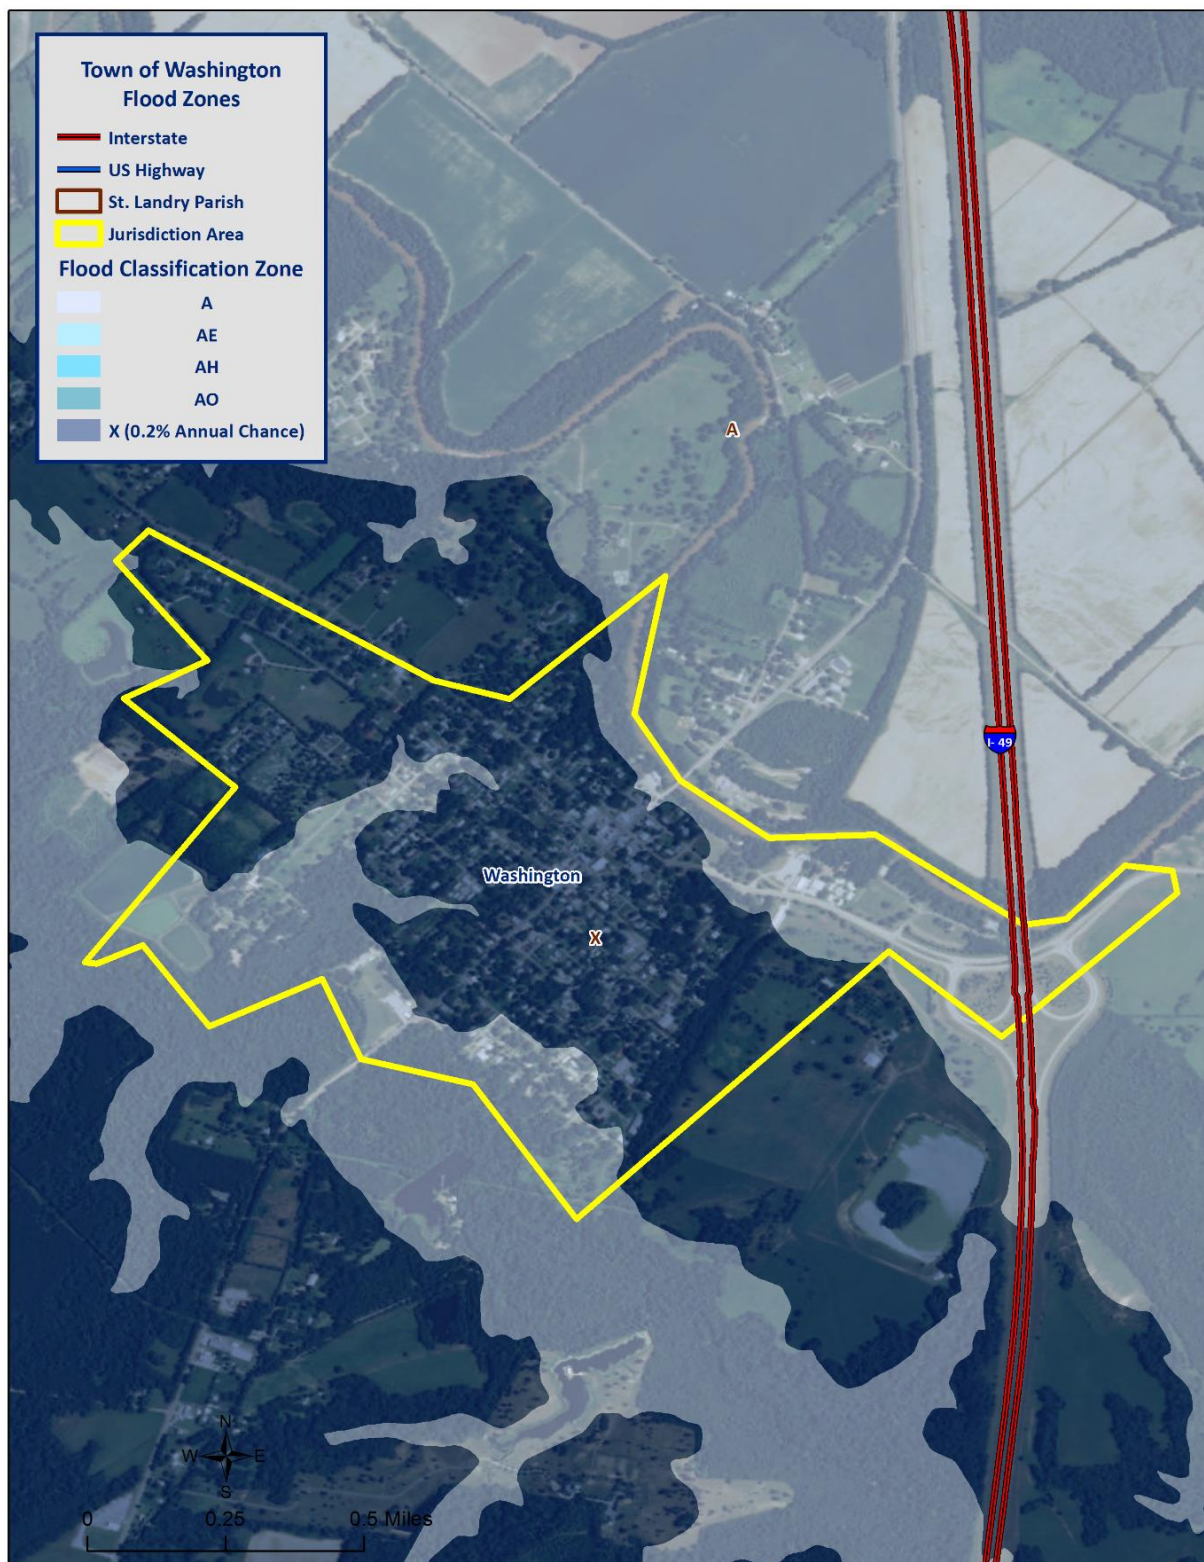 Town of Washington
Flood Zones
Interstate
US Highway
St. Landry Parish
Jurisdiction Area
Flood Classification Zone
A
AE
AH
AO
X (0.2% Annual Chance)
A
I-49
Washington
X
N
W E
S
0 0.25 0.5 Miles